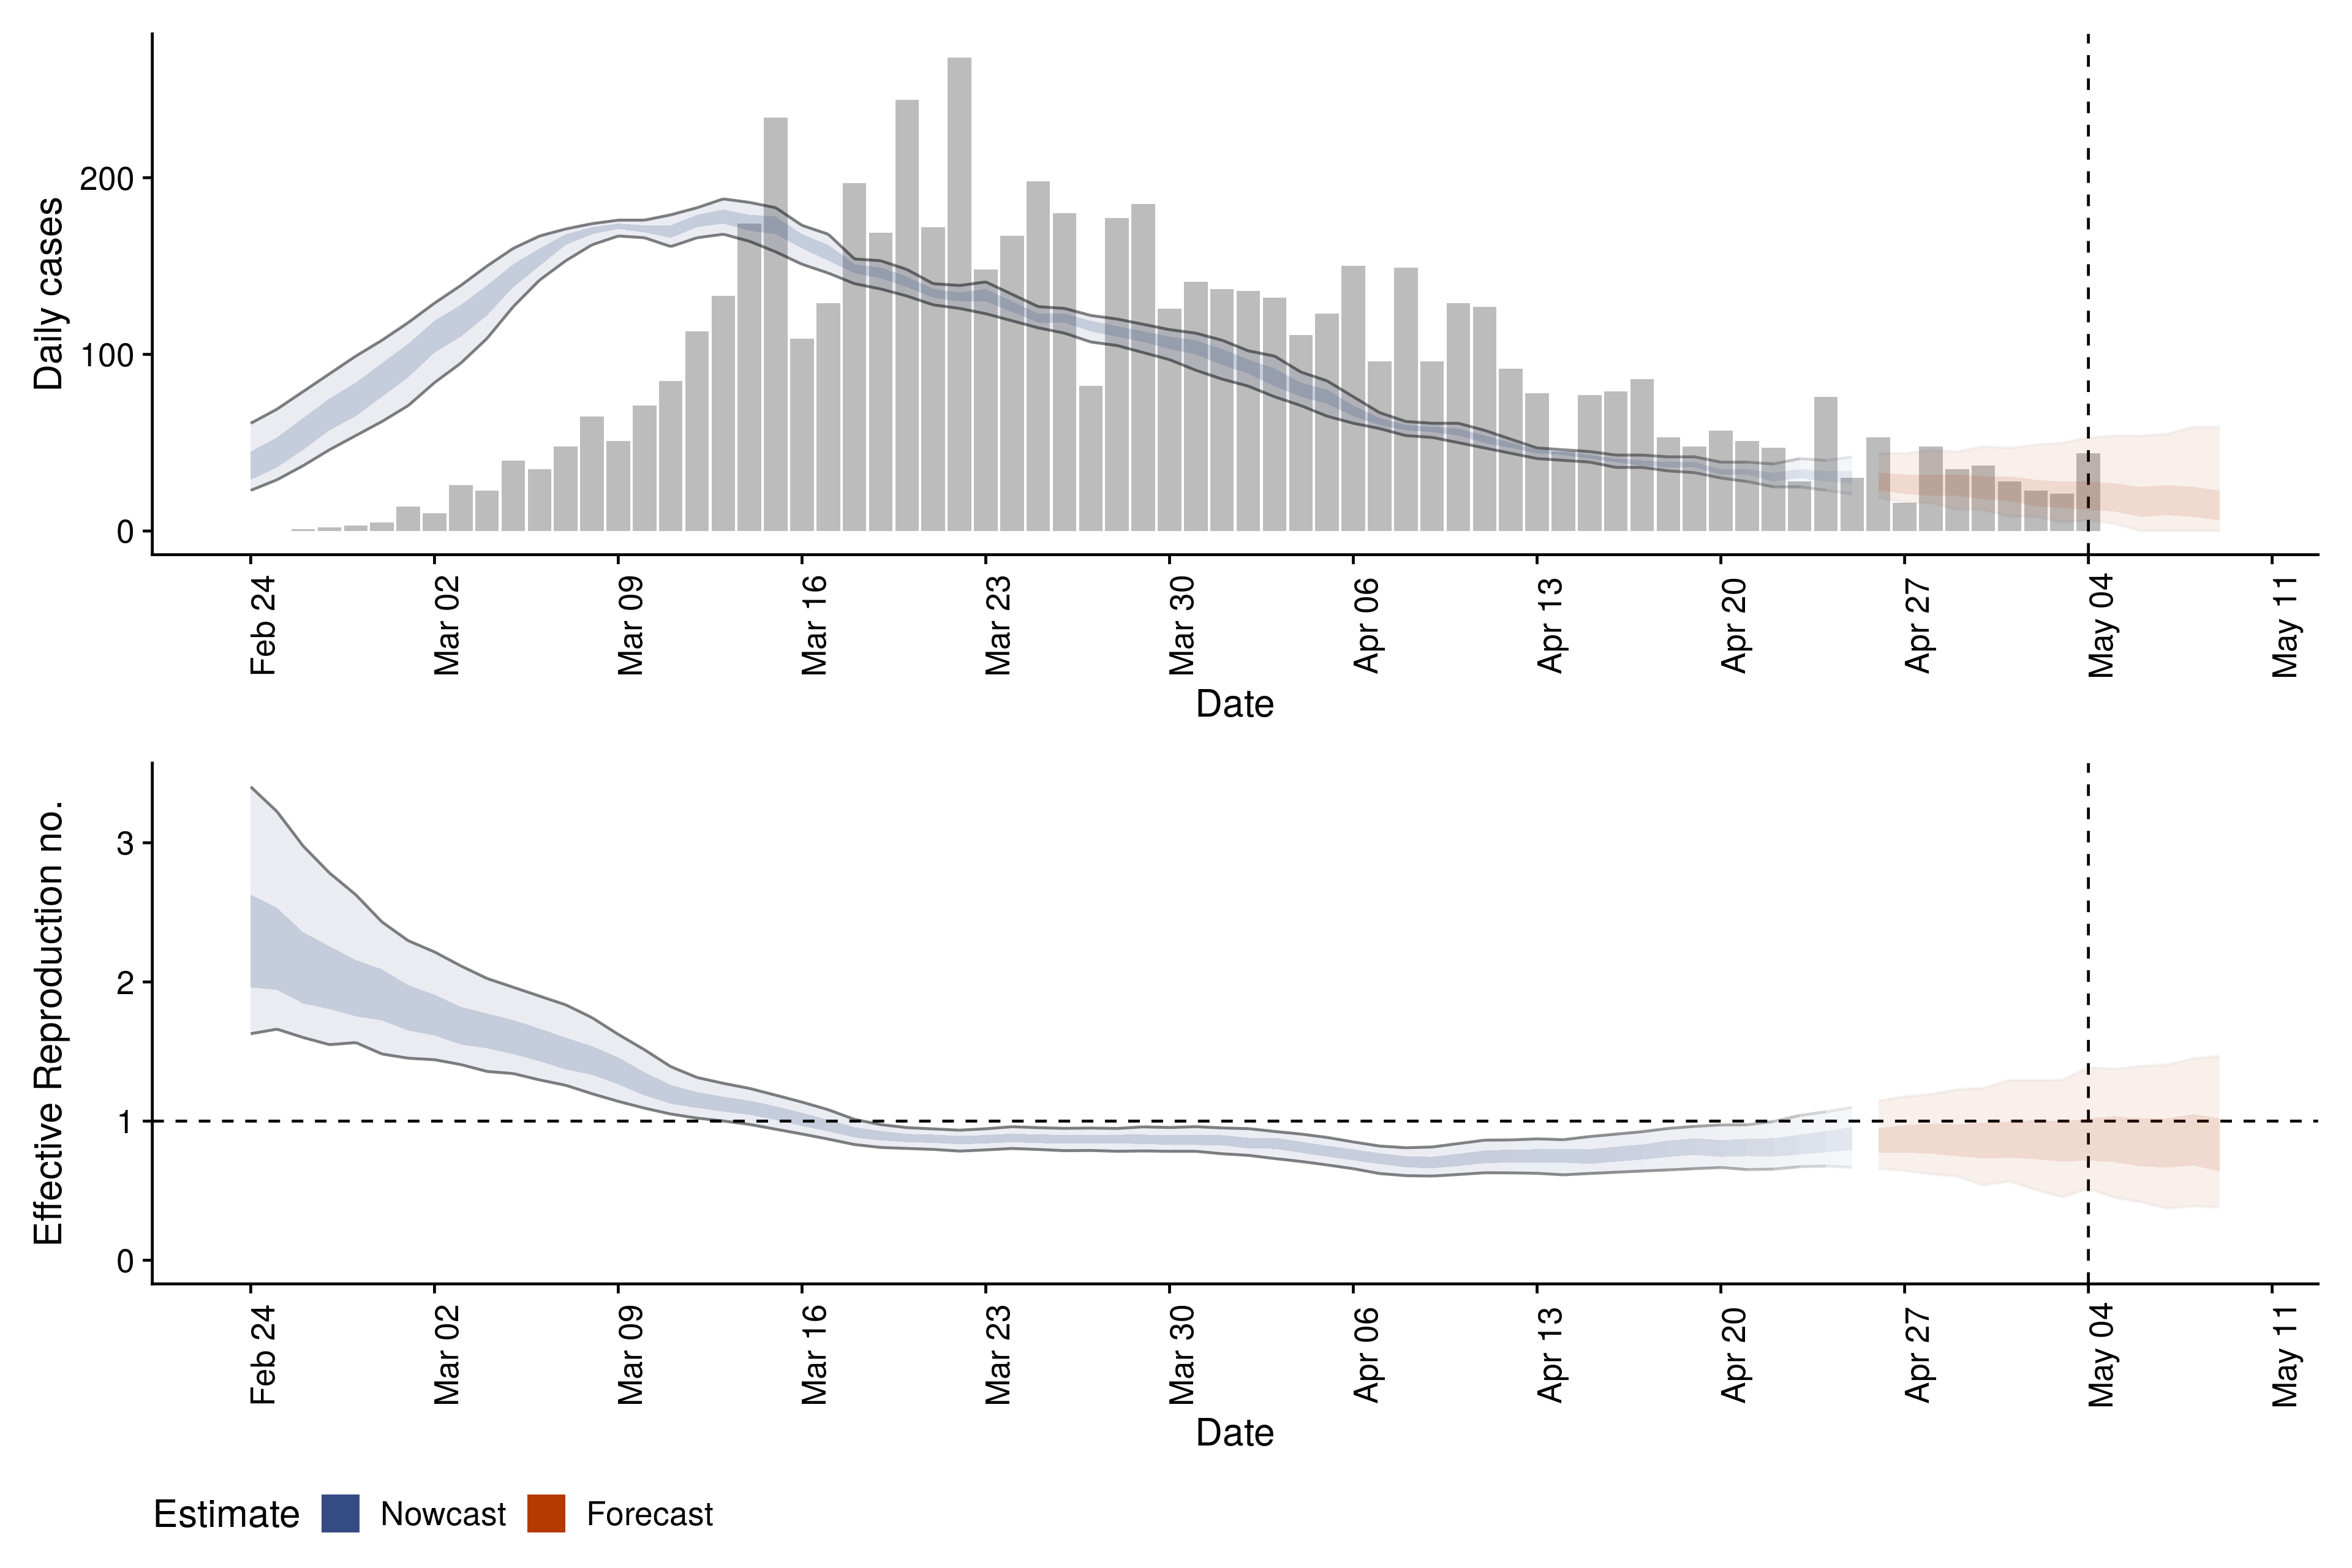 Daily cases
200
100
0
Feb 24
Mar 02
Mar 09
Mar 16
Mar 23
Mar 30
Apr 06
Apr 13
Apr 20
Apr 27
May 04
May 11
Date
Effective Reproduction no.
3
2
1
0
Feb 24
Mar 02
Mar 09
Mar 16
Mar 23
Mar 30
Apr 06
Apr 13
Apr 20
Apr 27
May 04
May 11
Date
Estimate Nowcast Forecast